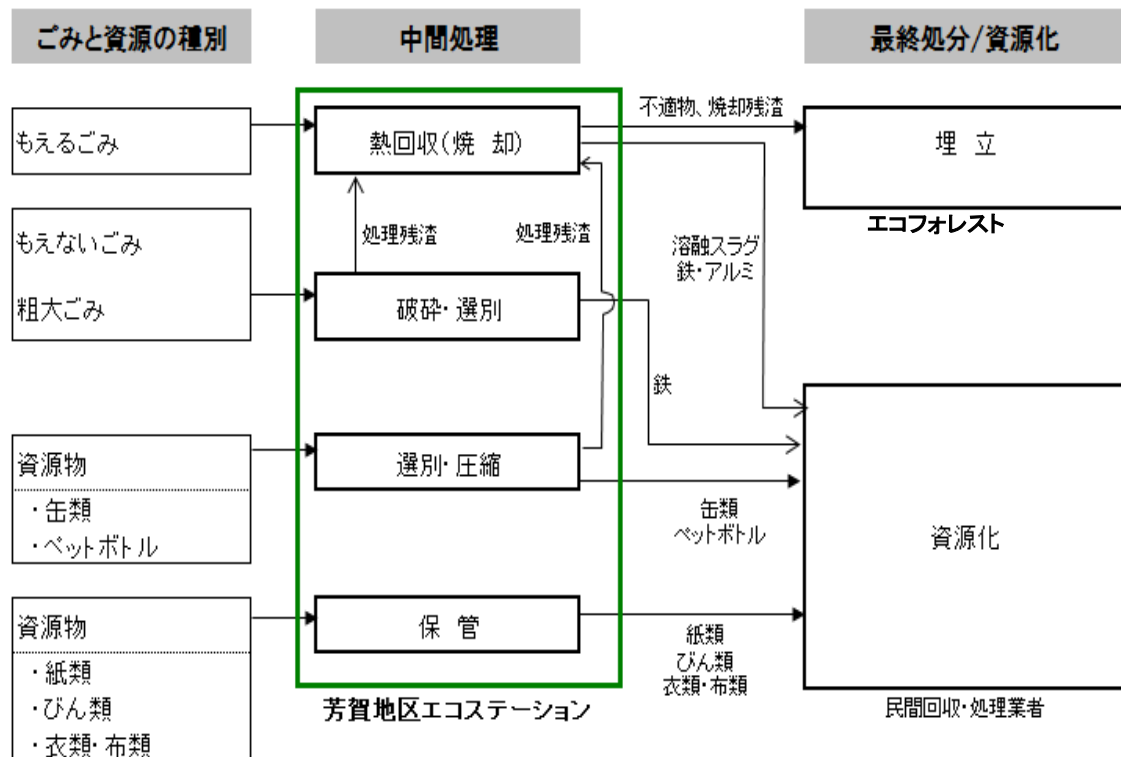 ごみと資源の種別
中間処理
最終処分/資源化
もえるごみ
熱回収(焼 却)
不適物、焼却残渣
埋 立
エコフォレスト
もえないごみ
粗大ごみ
処理残渣
処理残渣
破砕・選別
溶融スラグ
鉄・アルミ
鉄
資源物
・缶類
・ペットボトル
選別・圧縮
缶類
ペットボトル
資源化
資源物
・紙類
・びん類
・衣類・布類
保 管
紙類
びん類
衣類・布類
芳賀地区エコステーション
民間回収・処理業者